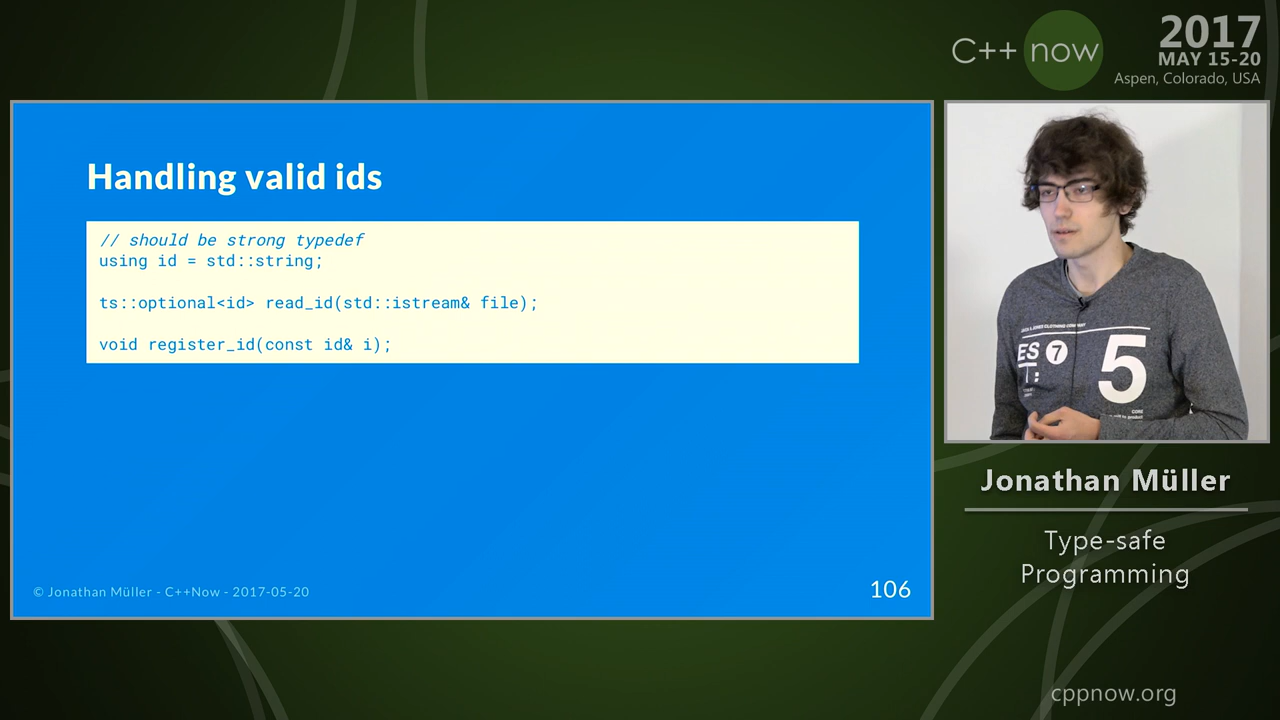 C++ now
2017
MAY 15-20
Aspen, Colorado, USA
Handling valid ids
// should be strong typedef
using id = std::string;
ts::optional<id> read_id(std::istream& file);
void register_id(const id& i);
© Jonathan Müller - C++Now - 2017-05-20
106
ES 7
5
Jonathan Müller
Type-safe
Programming
cppnow.org